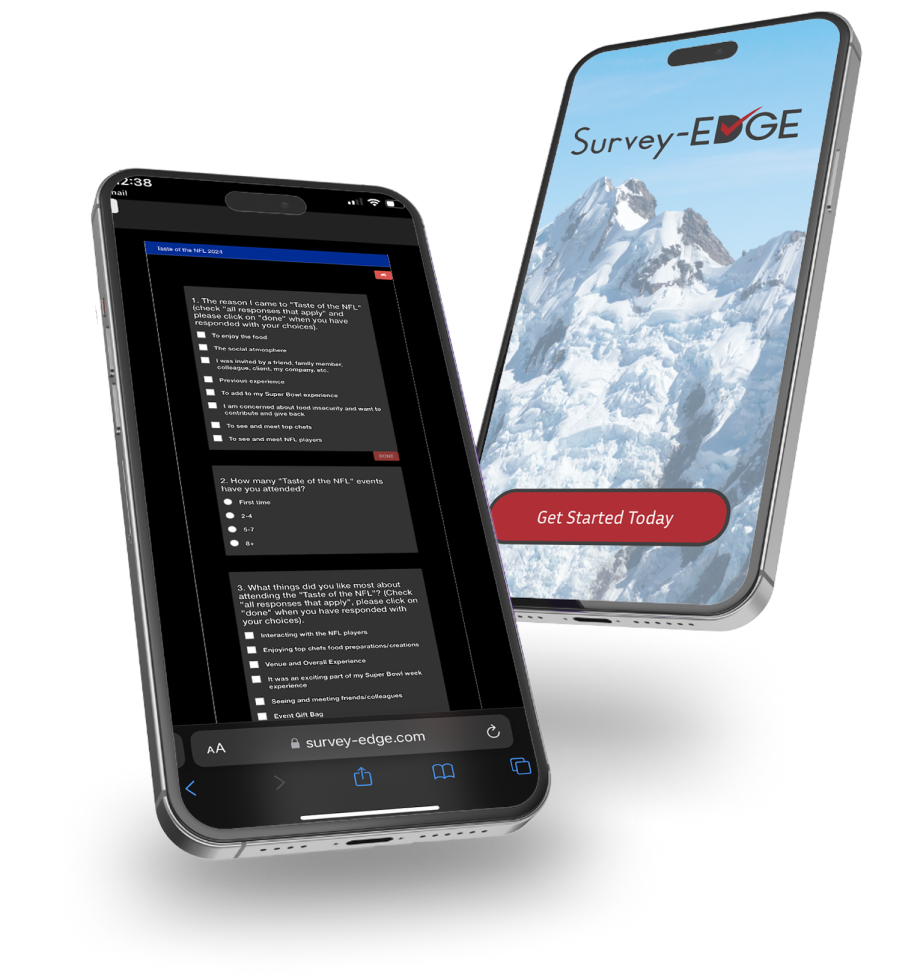 2:38
mail
Taste of the NFL 2024
1. The reason I came to "Taste of the NFL"
(check "all responses that apply" and
please click on "done" when you have
responded with your choices).
To enjoy the food
The social atmosphere
I was invited by a friend, family member,
colleague, client, my company, etc.
Previous experience
To add to my Super Bowl experience
I am concerned about food insecurity and want to
contribute and give back
To see and meet top chefs
To see and meet NFL players
DONE
2. How many "Taste of the NFL" events
have you attended?
First time
2-4
5-7
8+
3. What things did you like most about
attending the "Taste of the NFL"? (Check
"all responses that apply", please click on
"done" when you have responded with
your choices).
Interacting with the NFL players
Enjoying top chefs food preparations/creations
Venue and Overall Experience
It was an exciting part of my Super Bowl week
experience
Seeing and meeting friends/colleagues
Event Gift Bag
AA
survey-edge.com
Survey-EDGE
Get Started Today